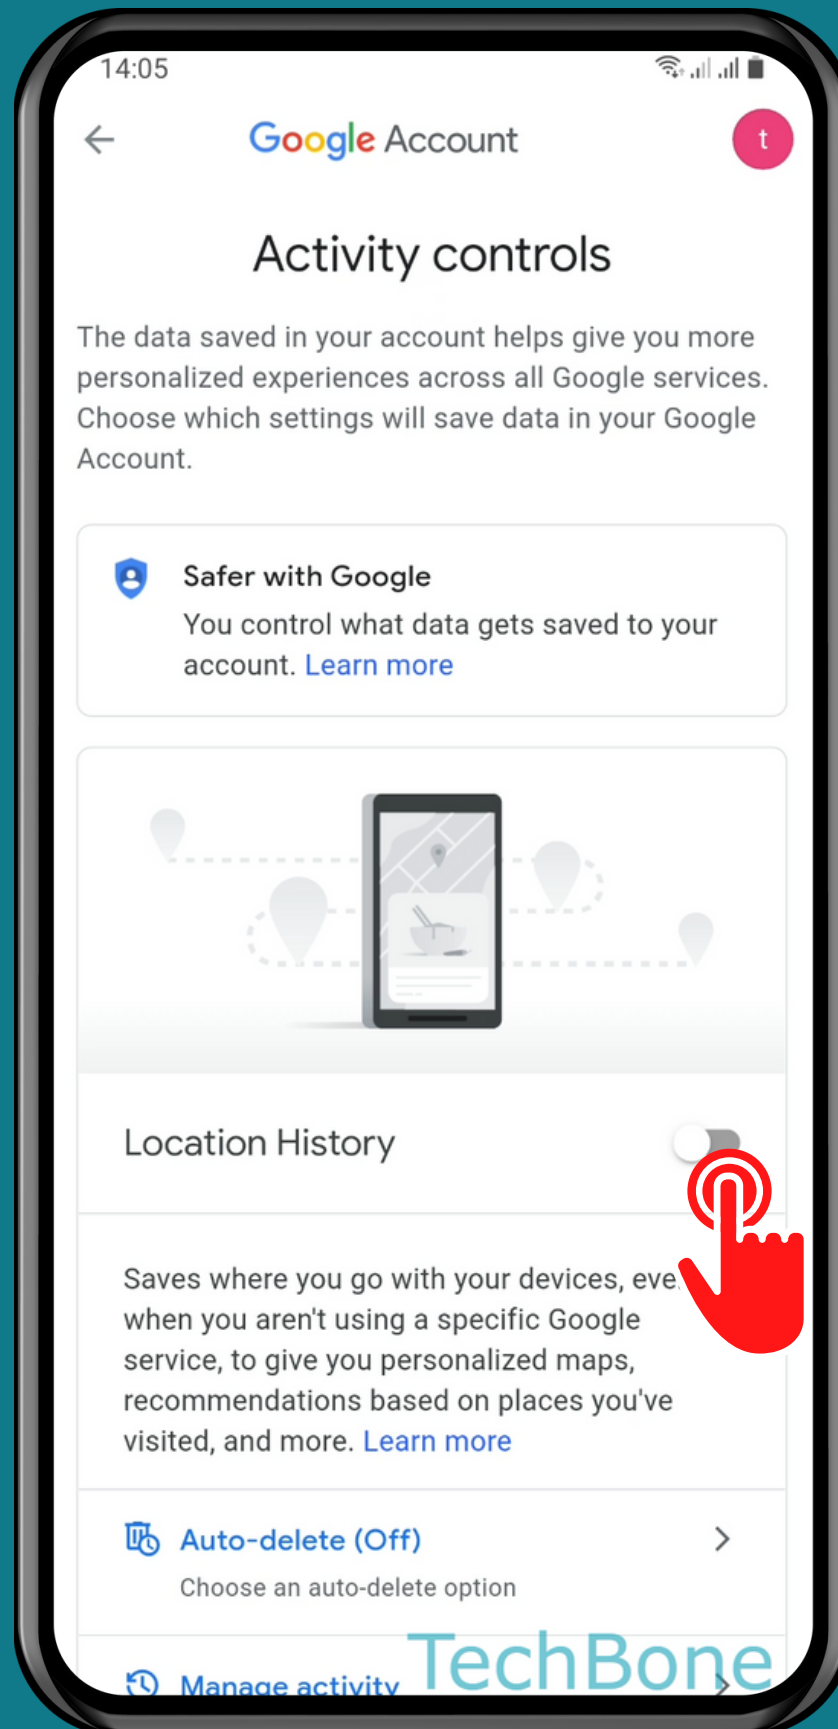 14:05
Google Account
t
Activity controls
The data saved in your account helps give you more
personalized experiences across all Google services.
Choose which settings will save data in your Google
Account.
Safer with Google
You control what data gets saved to your
account. Learn more
Location History
Saves where you go with your devices, eve
when you aren't using a specific Google
service, to give you personalized maps,
recommendations based on places you've
visited, and more. Learn more
Auto-delete (Off)
Choose an auto-delete option
Manage activity
TechBone